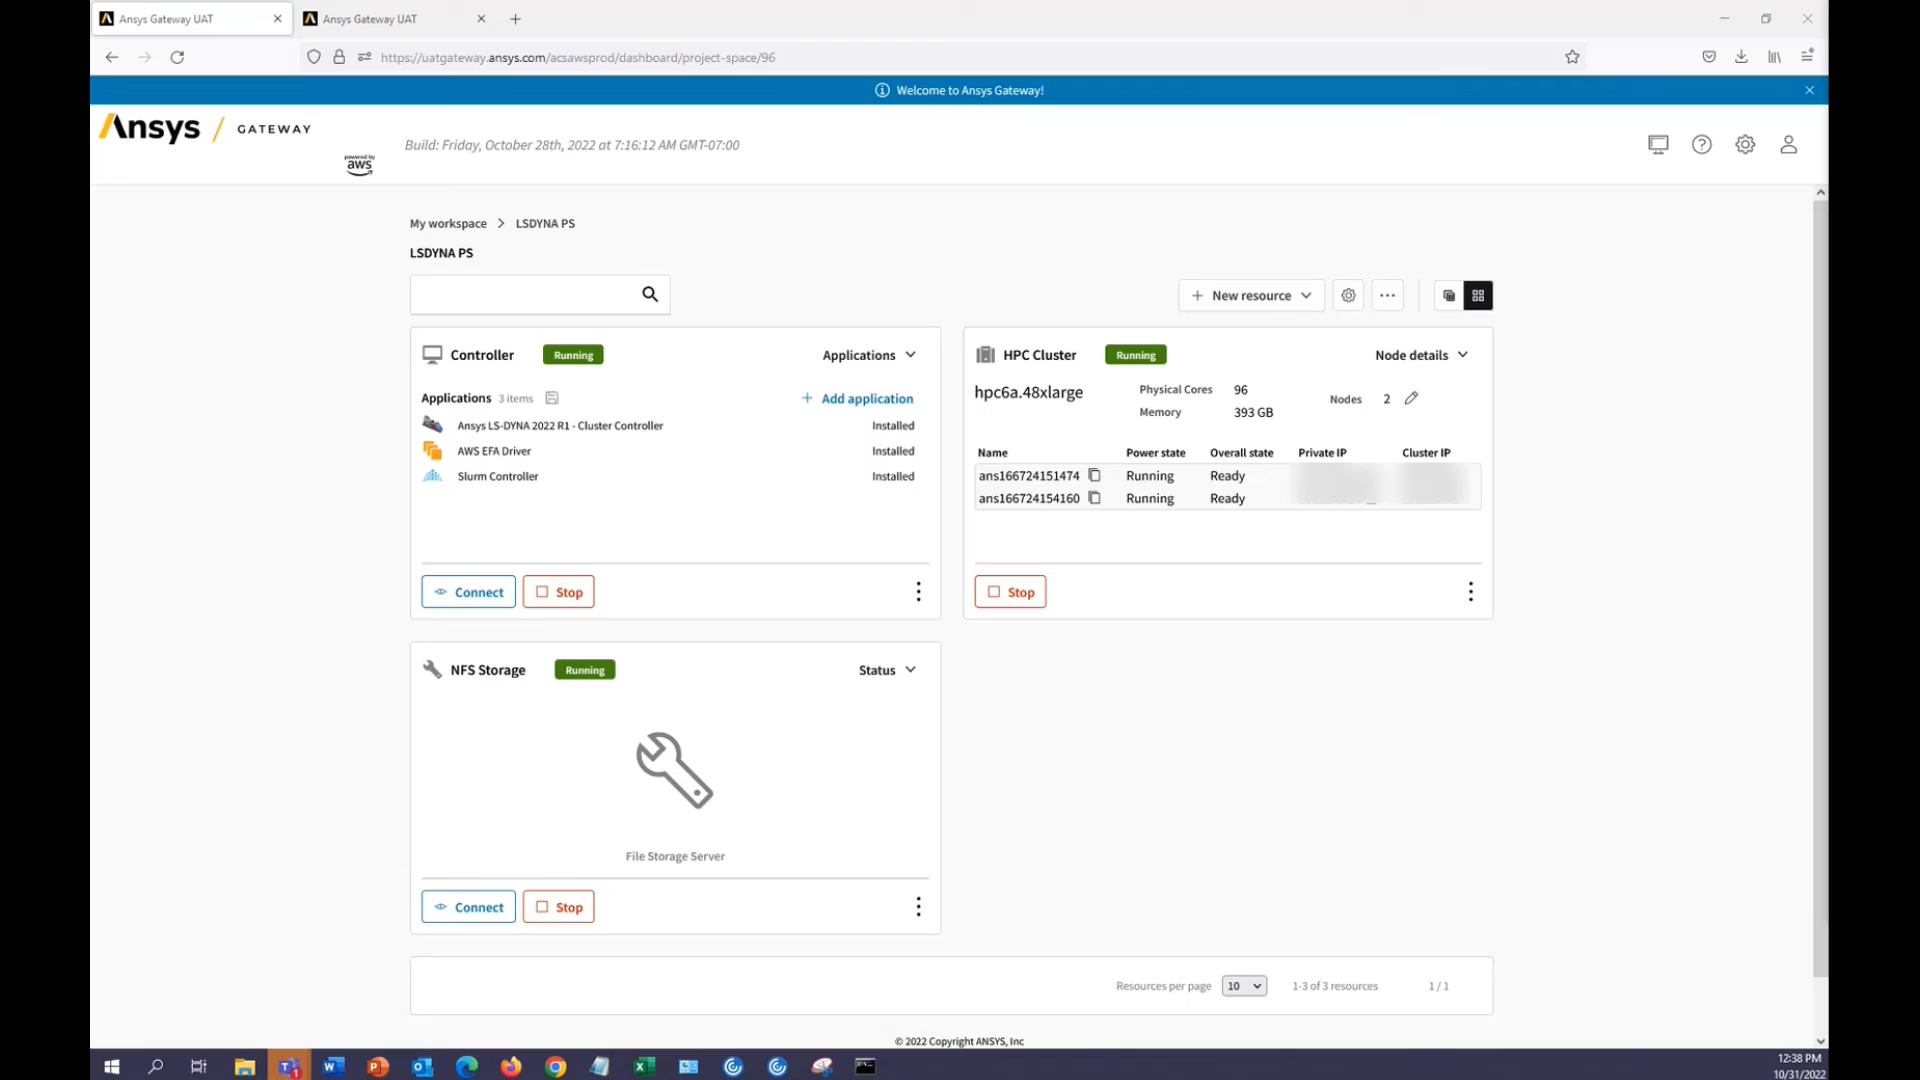 Ansys Gateway UAT
Ansys Gateway UAT
https://uatgateway.ansys.com/acsawsprod/dashboard/project-space/96
Welcome to Ansys Gateway!
Ansys / GATEWAY
powered by
aws
Build: Friday, October 28th, 2022 at 7:16:12 AM GMT-07:00
My workspace > LSDYNA PS
LSDYNA PS
+ New resource
Controller Running Applications
Applications 3 items + Add application
Ansys LS-DYNA 2022 R1 - Cluster Controller Installed
AWS EFA Driver Installed
Slurm Controller Installed
Connect Stop
HPC Cluster Running Node details
hpc6a.48xlarge
Physical Cores 96
Memory 393 GB
Nodes 2
Name Power state Overall state Private IP Cluster IP
ans166724151474 Running Ready
ans166724154160 Running Ready
Stop
NFS Storage Running Status
File Storage Server
Connect Stop
Resources per page 10 1-3 of 3 resources 1 / 1
© 2022 Copyright ANSYS, Inc
12:38 PM
10/31/2022